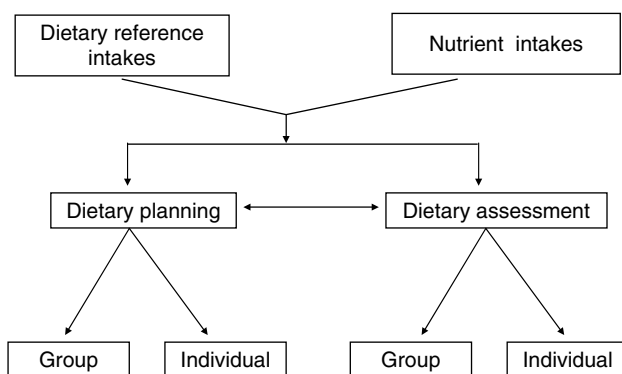 Dietary reference
intakes
Nutrient intakes
Dietary planning
Dietary assessment
Group
Individual
Group
Individual